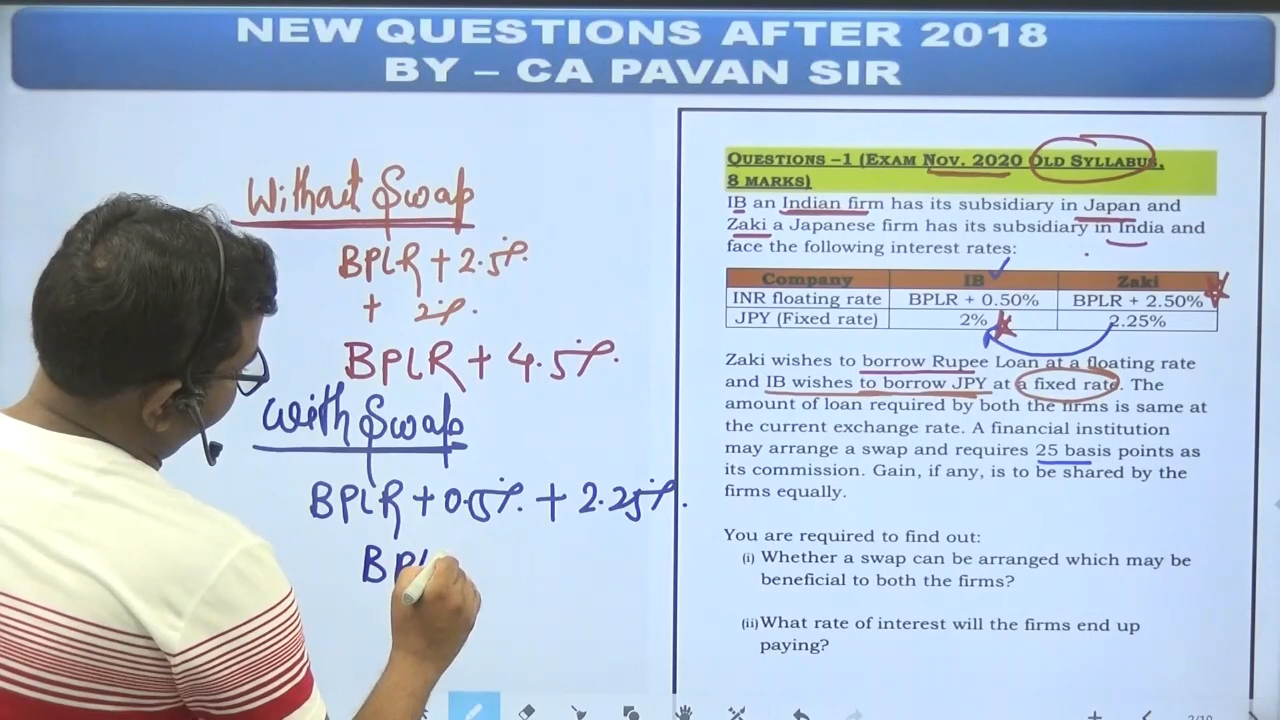 NEW QUESTIONS AFTER 2018
BY – CA PAVAN SIR
Without Swap
BPLR + 2.5%
+ 2%.
BPLR + 4.5%.
With Swap
BPLR + 0.5% + 2.25%.
BPL
QUESTIONS –1 (EXAM NOV. 2020 OLD SYLLABUS,
8 MARKS)
IB an Indian firm has its subsidiary in Japan and
Zaki a Japanese firm has its subsidiary in India and
face the following interest rates:
Company IB Zaki
INR floating rate BPLR + 0.50% BPLR + 2.50%
JPY (Fixed rate) 2% 2.25%
Zaki wishes to borrow Rupee Loan at a floating rate
and IB wishes to borrow JPY at a fixed rate. The
amount of loan required by both the firms is same at
the current exchange rate. A financial institution
may arrange a swap and requires 25 basis points as
its commission. Gain, if any, is to be shared by the
firms equally.
You are required to find out:
(i) Whether a swap can be arranged which may be
beneficial to both the firms?
(ii) What rate of interest will the firms end up
paying?